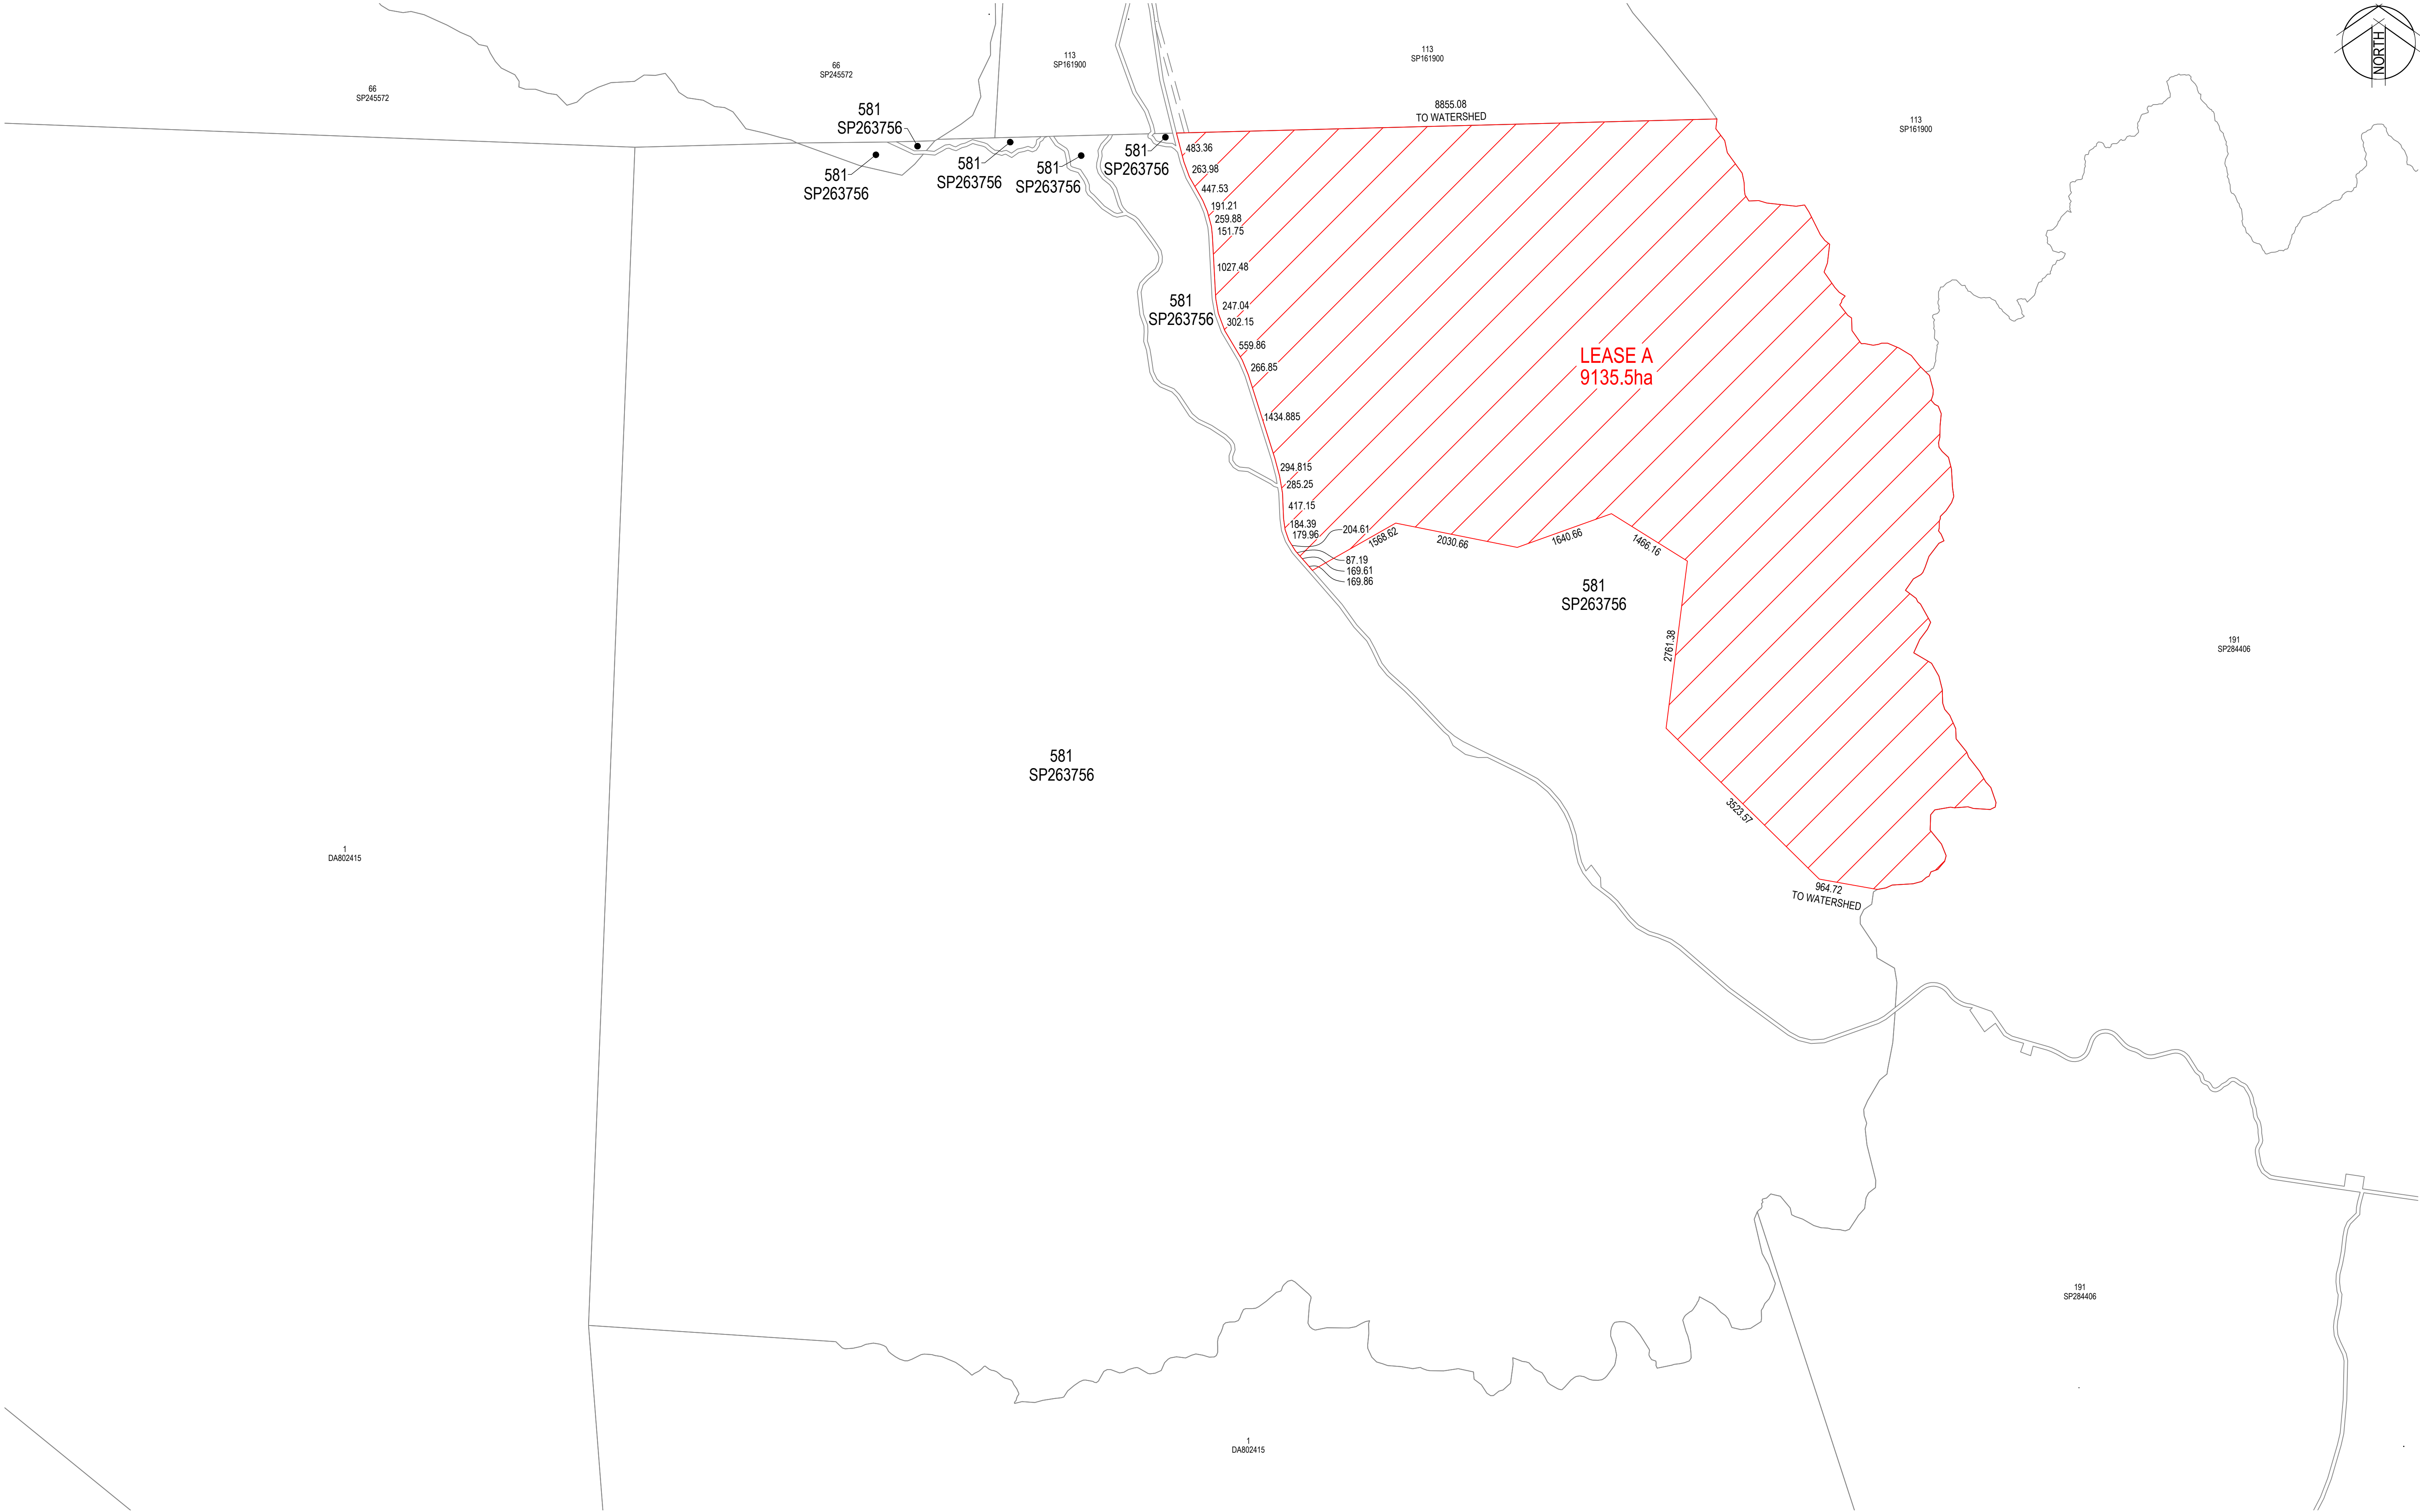 NORTH
113
SP161900
113
SP161900
66
SP245572
66
SP245572
581
SP263756
8855.08
TO WATERSHED
113
SP161900
581
SP263756
581
SP263756
581
SP263756
581
SP263756
483.36
263.98
447.53
191.21
259.88
151.75
1027.48
247.04
302.15
581
SP263756
559.86
266.85
LEASE A
9135.5ha
1434.885
294.815
285.25
417.15
184.39
179.96
204.61
87.19
169.61
169.86
1568.62
2030.66
1640.66
1466.16
581
SP263756
2761.38
191
SP284406
581
SP263756
3523.57
1
DA802415
964.72
TO WATERSHED
191
SP284406
1
DA802415